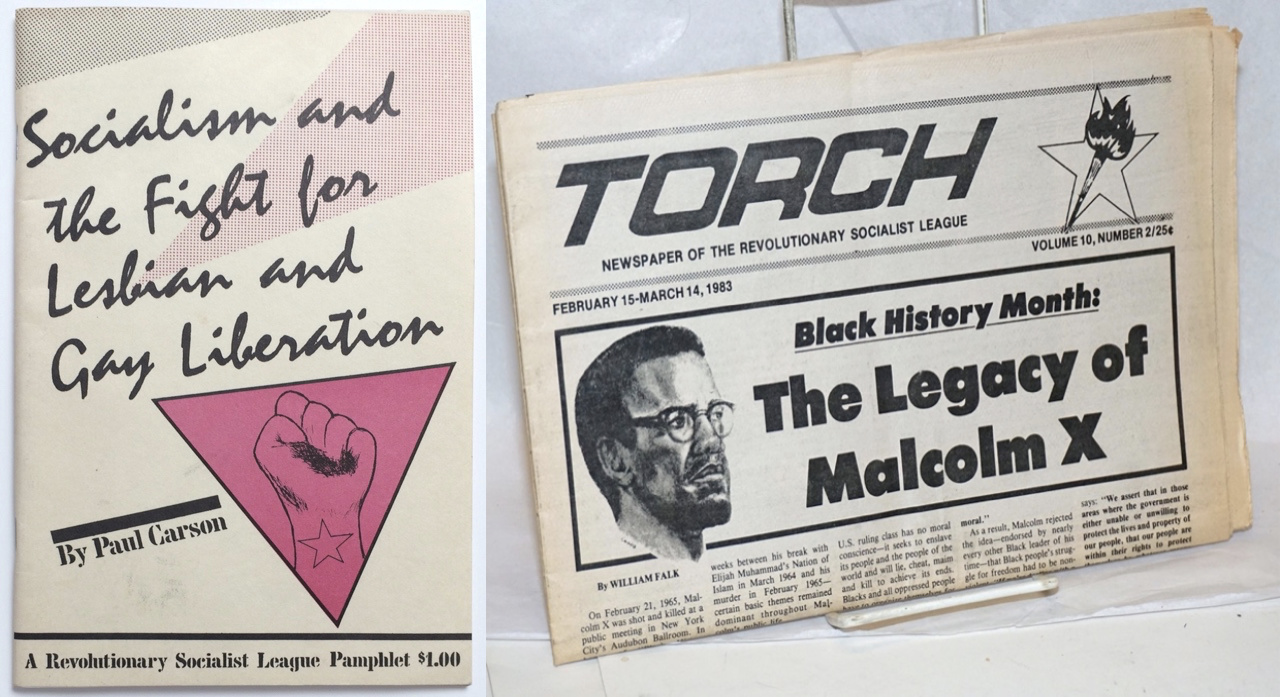 Socialism and
the Fight for
Lesbian and
Gay Liberation
By Paul Carson
A Revolutionary Socialist League Pamphlet $1.00
TORCH
NEWSPAPER OF THE REVOLUTIONARY SOCIALIST LEAGUE
VOLUME 10, NUMBER 2/25¢
FEBRUARY 15-MARCH 14, 1983
Black History Month:
The Legacy of
Malcolm X
By WILLIAM FALK
On February 21, 1965, Mal-
colm X was shot and killed at a
public meeting in New York
City's Audubon Ballroom. In
weeks between his break with
Elijah Muhammad's Nation of
Islam in March 1964 and his
murder in February 1965—
certain basic themes remained
dominant throughout Mal-
colm's public life.
U.S. ruling class has no moral
conscience—it seeks to enslave
its people and the people of the
world and will lie, cheat, maim
and kill to achieve its ends.
Blacks and all oppressed people
moral."
As a result, Malcolm rejected
the idea—endorsed by nearly
every other Black leader of his
time—that Black people's strug-
gle for freedom had to be non-
says: "We assert that in those
areas where the government is
either unable or unwilling to
protect the lives and property of
our people, that our people are
within their rights to protect